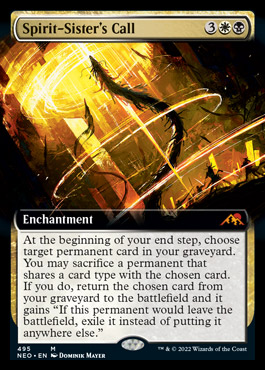 Spirit-Sister's Call 3
Enchantment
At the beginning of your end step, choose
target permanent card in your graveyard.
You may sacrifice a permanent that
shares a card type with the chosen card.
If you do, return the chosen card from
your graveyard to the battlefield and it
gains “If this permanent would leave the
battlefield, exile it instead of putting it
anywhere else.”
495 M
NEO • EN DOMINIK MAYER ™ & © 2022 Wizards of the Coast